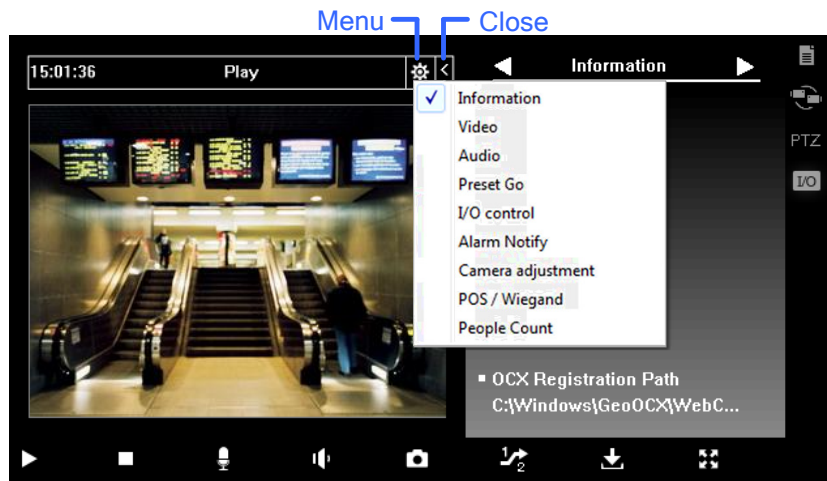 Menu Close
15:01:36 Play < Information
Information
Video
Audio
Preset Go
I/O control
Alarm Notify
Camera adjustment
POS / Wiegand
People Count
PTZ
I/O
OCX Registration Path
C:\Windows\GeoOCX\WebC...
1/2